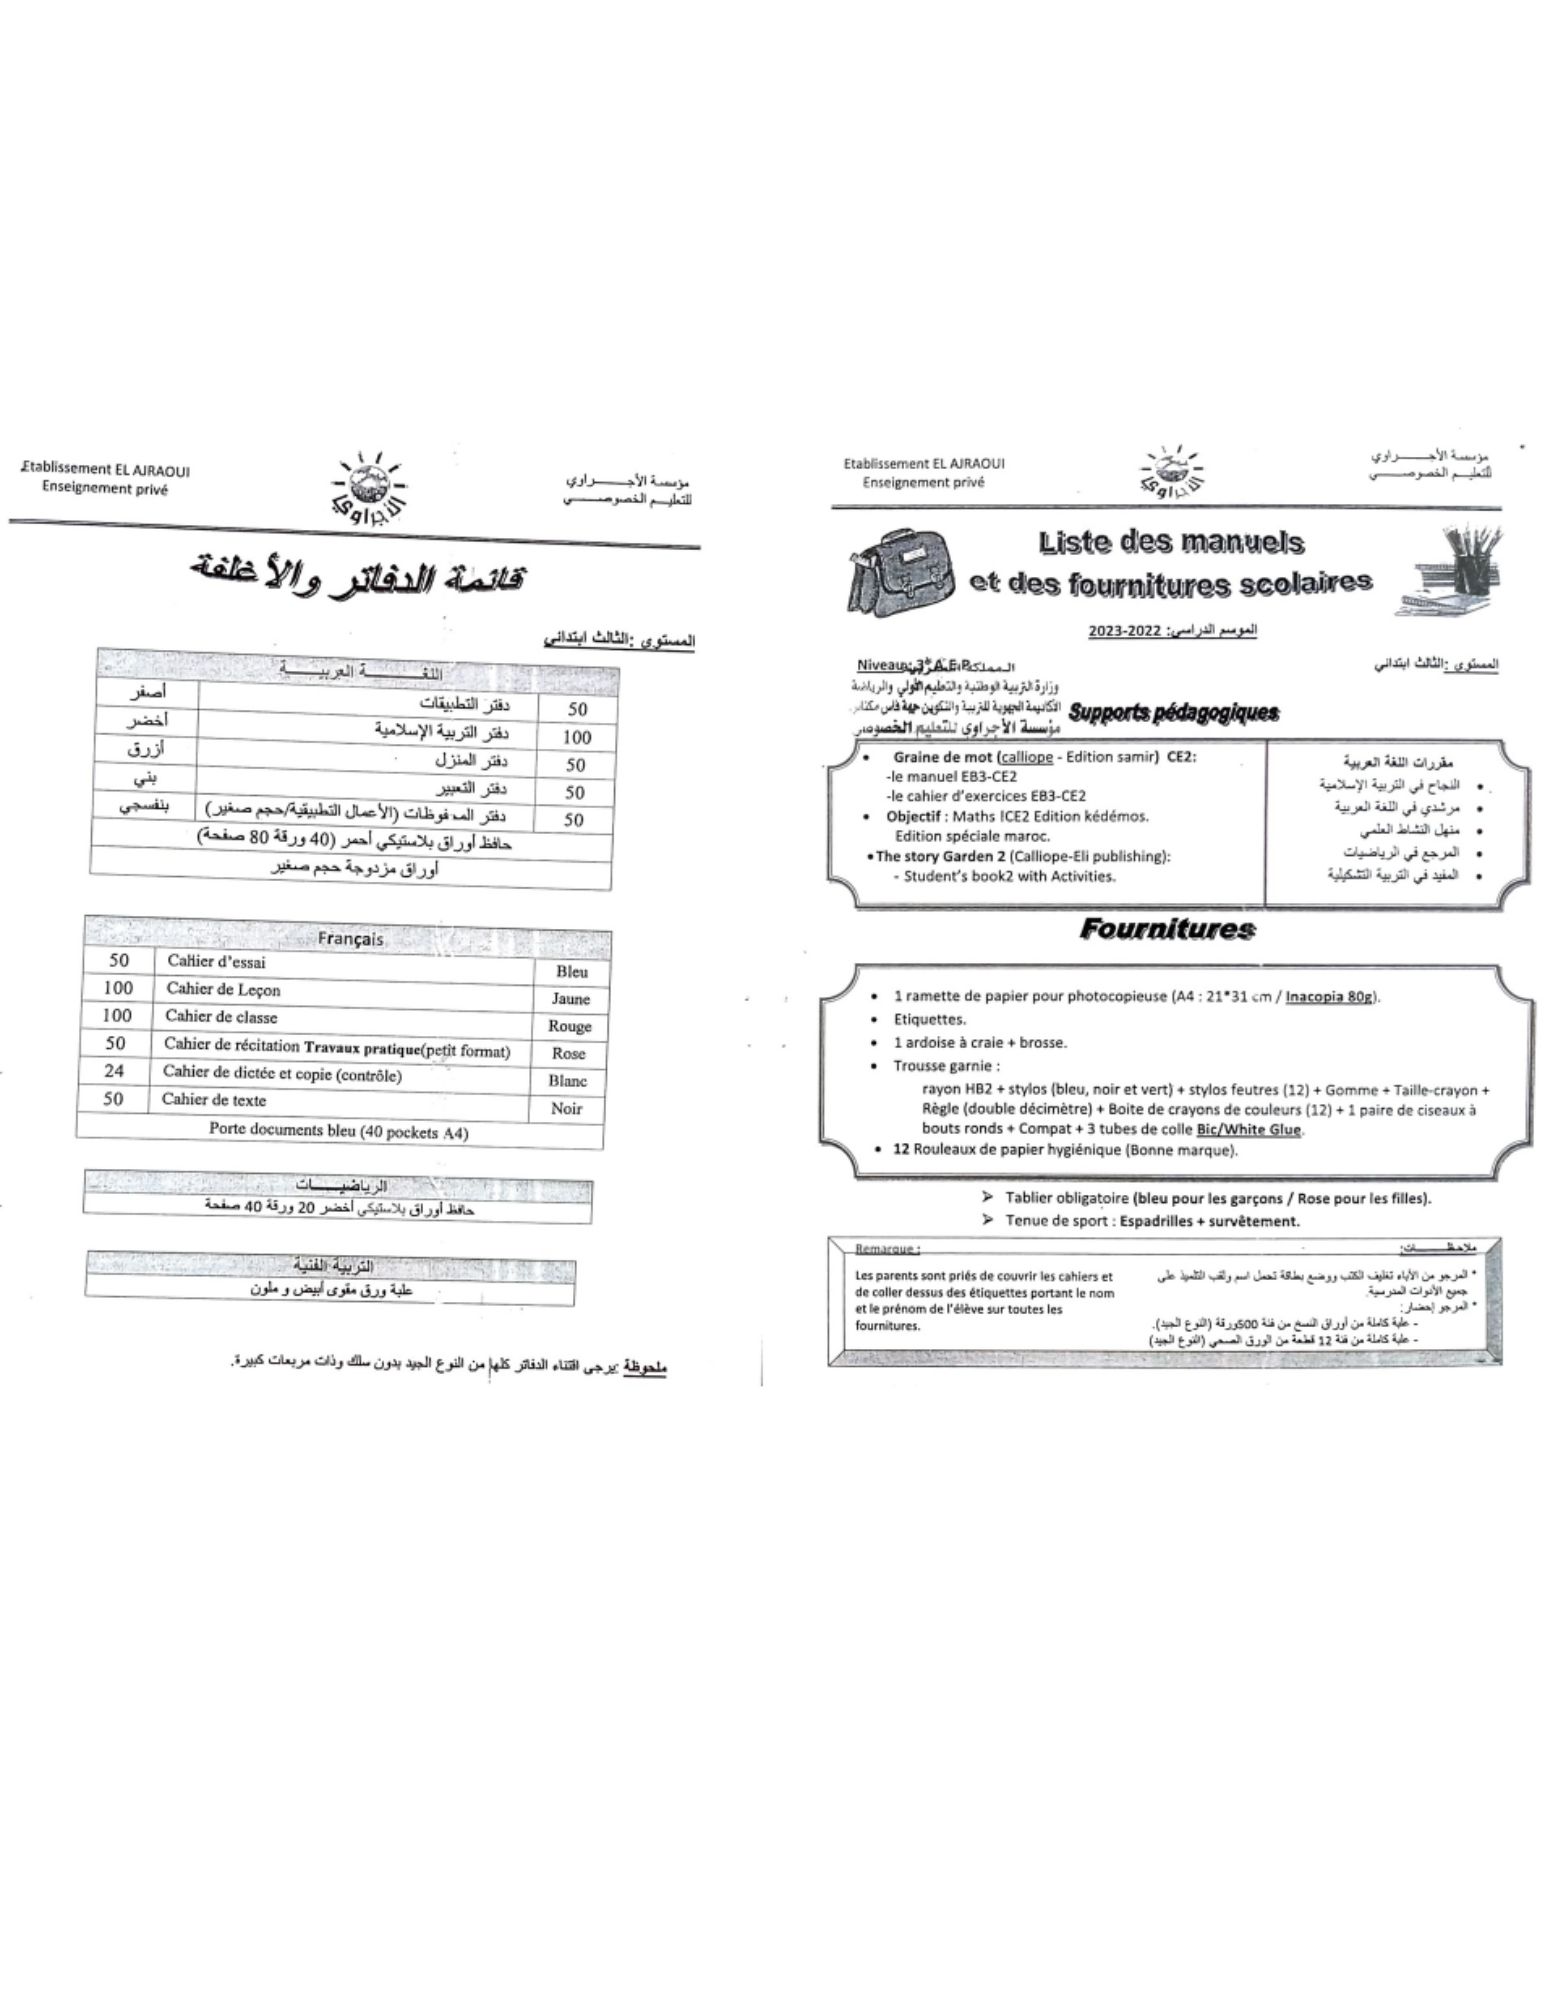 Etablissement EL AJRAOUI
Enseignement privé
الأجراوي
مؤسسة الأجـــــراوي
للتعليـم الخصوصـــــي
قائمة الدفاتر والأغلفة
المستوى :الثالث ابتدائي
اللغـــــــــة العربيـــــــة
50 دفتر التطبيقات أصفر
100 دفتر التربية الإسلامية أخضر
50 دفتر المنزل أزرق
50 دفتر التعبير بني
50 دفتر المحفوظات (الأعمال التطبيقية/حجم صغير) بنفسجي
حافظ أوراق بلاستيكي أحمر (40 ورقة 80 صفحة)
أوراق مزدوجة حجم صغير
Français
50 Cahier d'essai Bleu
100 Cahier de Leçon Jaune
100 Cahier de classe Rouge
50 Cahier de récitation Travaux pratique(petit format) Rose
24 Cahier de dictée et copie (contrôle) Blanc
50 Cahier de texte Noir
Porte documents bleu (40 pockets A4)
الرياضيـــــات
حافظ أوراق بلاستيكي أخضر 20 ورقة 40 صفحة
التربية الفنية
علبة ورق مقوى أبيض و ملون
ملحوظة :يرجى اقتناء الدفاتر كلها من النوع الجيد بدون سلك وذات مربعات كبيرة.
Etablissement EL AJRAOUI
Enseignement privé
الأجراوي
مؤسسة الأجـــــراوي
للتعليم الخصوصـــــي
Liste des manuels
et des fournitures scolaires
الموسم الدراسي: 2022-2023
Niveau: 3e A.E.P
المستوى :الثالث ابتدائي
وزارة التربية الوطنية والتعليم الأولي والرياضة
الأكاديمية الجهوية للتربية والتكوين جهة فاس مكناس
مؤسسة الأجراوي للتعليم الخصوصي
Supports pédagogiques
• Graine de mot (calliope - Edition samir) CE2:
-le manuel EB3-CE2
-le cahier d'exercices EB3-CE2
• Objectif : Maths !CE2 Edition kédémos.
Edition spéciale maroc.
• The story Garden 2 (Calliope-Eli publishing):
- Student's book2 with Activities.
مقررات اللغة العربية
• النجاح في التربية الإسلامية
• مرشدي في اللغة العربية
• منهل النشاط العلمي
• المرجع في الرياضيات
• المفيد في التربية التشكيلية
Fournitures
• 1 ramette de papier pour photocopieuse (A4 : 21*31 cm / Inacopia 80g).
• Etiquettes.
• 1 ardoise à craie + brosse.
• Trousse garnie :
rayon HB2 + stylos (bleu, noir et vert) + stylos feutres (12) + Gomme + Taille-crayon +
Règle (double décimètre) + Boite de crayons de couleurs (12) + 1 paire de ciseaux à
bouts ronds + Compat + 3 tubes de colle Bic/White Glue.
• 12 Rouleaux de papier hygiénique (Bonne marque).
➤ Tablier obligatoire (bleu pour les garçons / Rose pour les filles).
➤ Tenue de sport : Espadrilles + survêtement.
Remarque :
Les parents sont priés de couvrir les cahiers et
de coller dessus des étiquettes portant le nom
et le prénom de l'élève sur toutes les
fournitures.
ملاحظـــــات:
* المرجو من الآباء تغليف الكتب ووضع بطاقة تحمل اسم ولقب التلميذ على
جميع الأدوات المدرسية.
* المرجو إحضار:
- علبة كاملة من أوراق النسخ من فئة 500ورقة (النوع الجيد).
- علبة كاملة من فئة 12 قطعة من الورق الصحي (النوع الجيد)